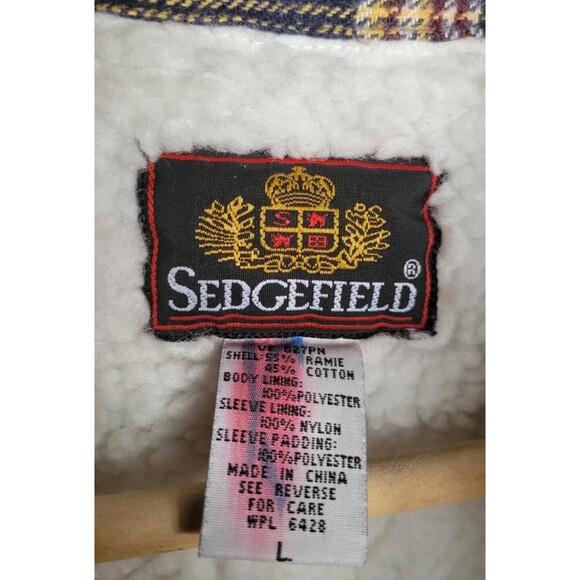 S
SEDGEFIELD®
627PN
SHELL: 55% RAMIE
45% COTTON
BODY LINING:
100%POLYESTER
SLEEVE LINING:
100% NYLON
SLEEVE PADDING:
100%POLYESTER
MADE IN CHINA
SEE REVERSE
FOR CARE
WPL 6428
L